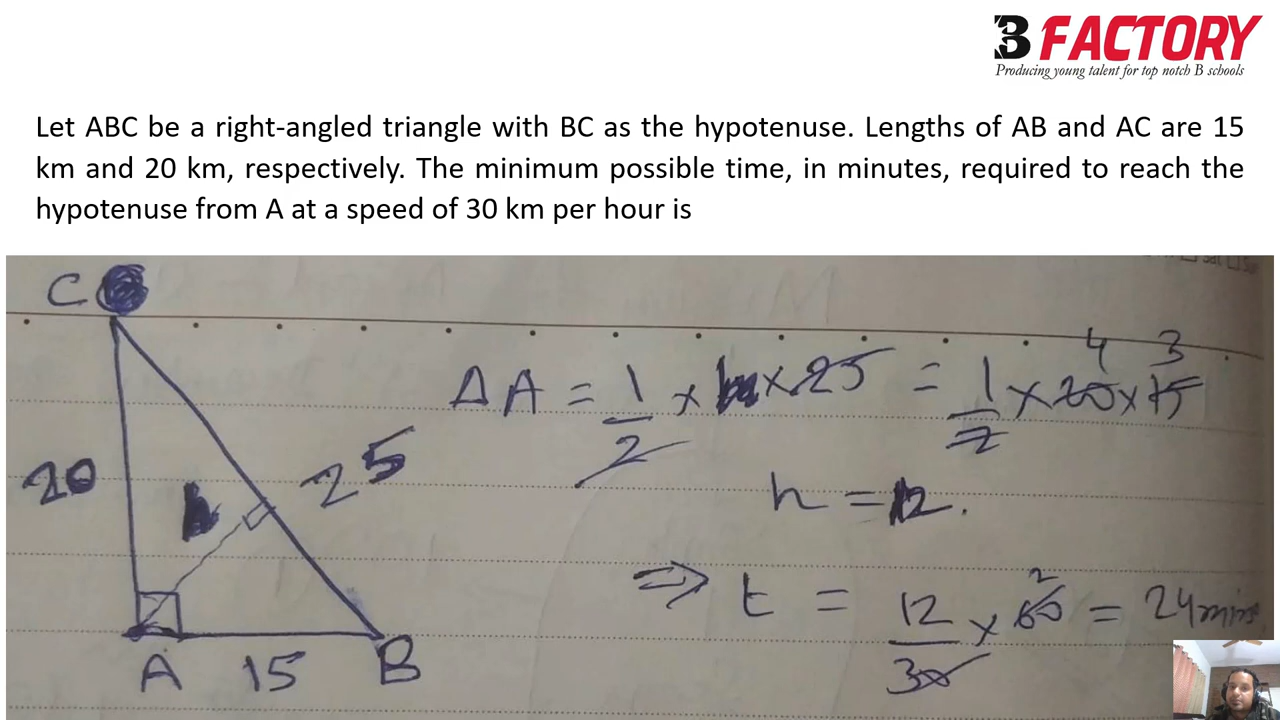 B FACTORY
Producing young talent for top notch B schools
Let ABC be a right-angled triangle with BC as the hypotenuse. Lengths of AB and AC are 15
km and 20 km, respectively. The minimum possible time, in minutes, required to reach the
hypotenuse from A at a speed of 30 km per hour is
C
ΔA = 1/2 × h × 25 = 1/2 × 20 × 15
4 3
20
25
h
h = 12.
⇒ t = 12/30 × 60 = 24 mins
2
A 15 B